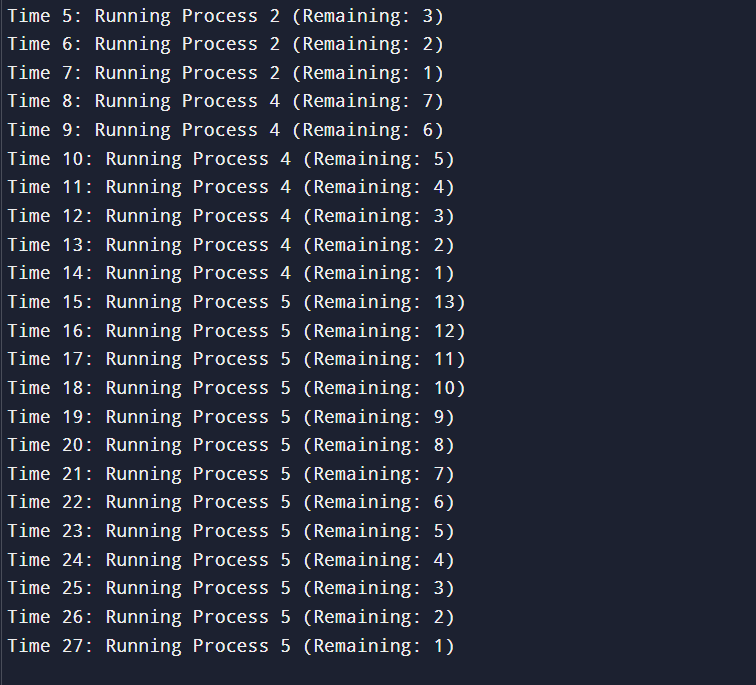 Time 5: Running Process 2 (Remaining: 3)
Time 6: Running Process 2 (Remaining: 2)
Time 7: Running Process 2 (Remaining: 1)
Time 8: Running Process 4 (Remaining: 7)
Time 9: Running Process 4 (Remaining: 6)
Time 10: Running Process 4 (Remaining: 5)
Time 11: Running Process 4 (Remaining: 4)
Time 12: Running Process 4 (Remaining: 3)
Time 13: Running Process 4 (Remaining: 2)
Time 14: Running Process 4 (Remaining: 1)
Time 15: Running Process 5 (Remaining: 13)
Time 16: Running Process 5 (Remaining: 12)
Time 17: Running Process 5 (Remaining: 11)
Time 18: Running Process 5 (Remaining: 10)
Time 19: Running Process 5 (Remaining: 9)
Time 20: Running Process 5 (Remaining: 8)
Time 21: Running Process 5 (Remaining: 7)
Time 22: Running Process 5 (Remaining: 6)
Time 23: Running Process 5 (Remaining: 5)
Time 24: Running Process 5 (Remaining: 4)
Time 25: Running Process 5 (Remaining: 3)
Time 26: Running Process 5 (Remaining: 2)
Time 27: Running Process 5 (Remaining: 1)